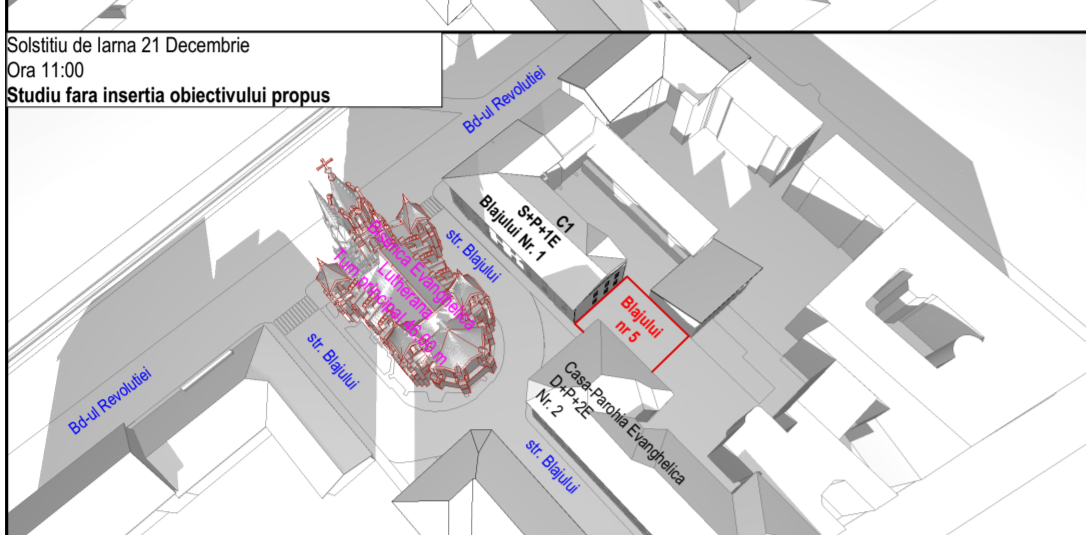 Solstitiu de Iarna 21 Decembrie
Ora 11:00
Studiu fara insertia obiectivului propus
Bd-ul Revolutiei
C1
S+P+1E
Blajului Nr. 1
str. Blajului
Biserica Evanghelica
Lutherana
Turn principal
m
Blajului
nr 5
str. Blajului
Bd-ul Revolutiei
Casa-Parohia Evanghelica
D+P+2E
Nr. 2
str. Blajului